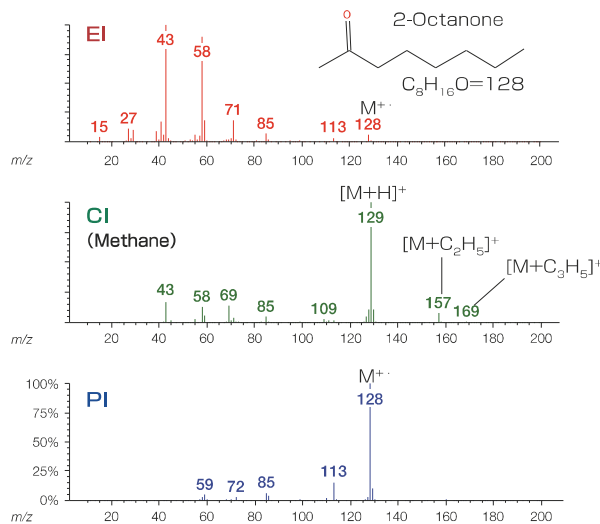 EI
2-Octanone
O
C₈H₁₆O=128
43
58
M⁺·
15 27 71 85 113 128
m/z 20 40 60 80 100 120 140 160 180 200
CI
(Methane)
[M+H]⁺
129
[M+C₂H₅]⁺
[M+C₃H₅]⁺
43 58 69 85 109 157 169
m/z 20 40 60 80 100 120 140 160 180 200
PI
M⁺·
100%
75%
50%
25%
0%
128
59 72 85 113
m/z 20 40 60 80 100 120 140 160 180 200